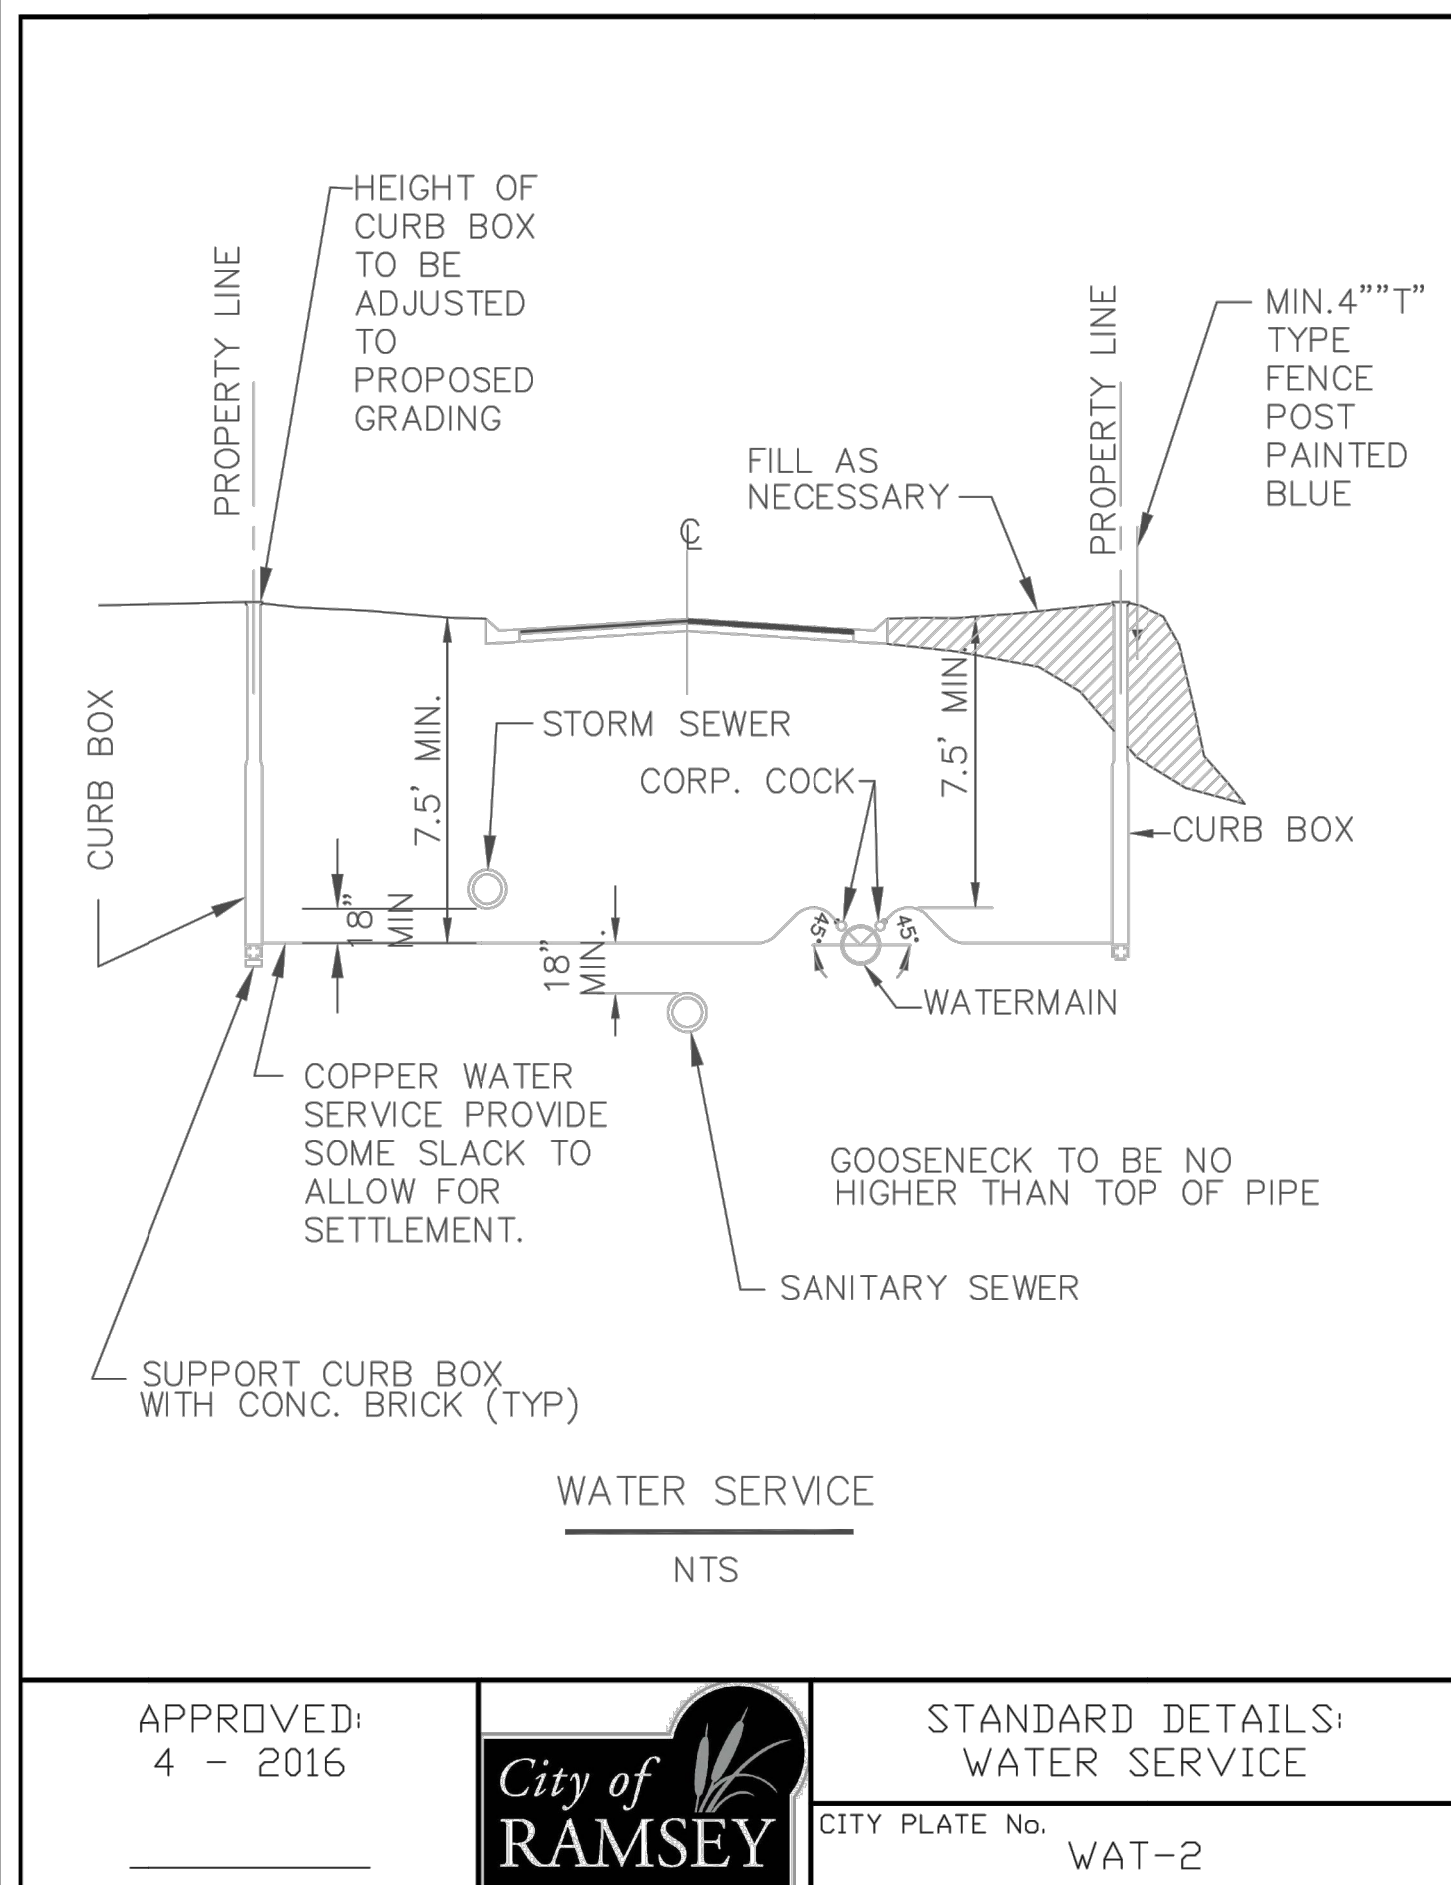 HEIGHT OF
CURB BOX
TO BE
ADJUSTED
TO
PROPOSED
GRADING
PROPERTY LINE
PROPERTY LINE
MIN.4""T"
TYPE
FENCE
POST
PAINTED
BLUE
FILL AS
NECESSARY
℄
CURB BOX
7.5' MIN.
STORM SEWER
CORP. COCK
7.5' MIN.
CURB BOX
18"
MIN
18"
MIN.
45°
45°
WATERMAIN
COPPER WATER
SERVICE PROVIDE
SOME SLACK TO
ALLOW FOR
SETTLEMENT.
GOOSENECK TO BE NO
HIGHER THAN TOP OF PIPE
SANITARY SEWER
SUPPORT CURB BOX
WITH CONC. BRICK (TYP)
WATER SERVICE
NTS
APPROVED:
4 - 2016
City of
RAMSEY
STANDARD DETAILS:
WATER SERVICE
CITY PLATE No.
WAT-2